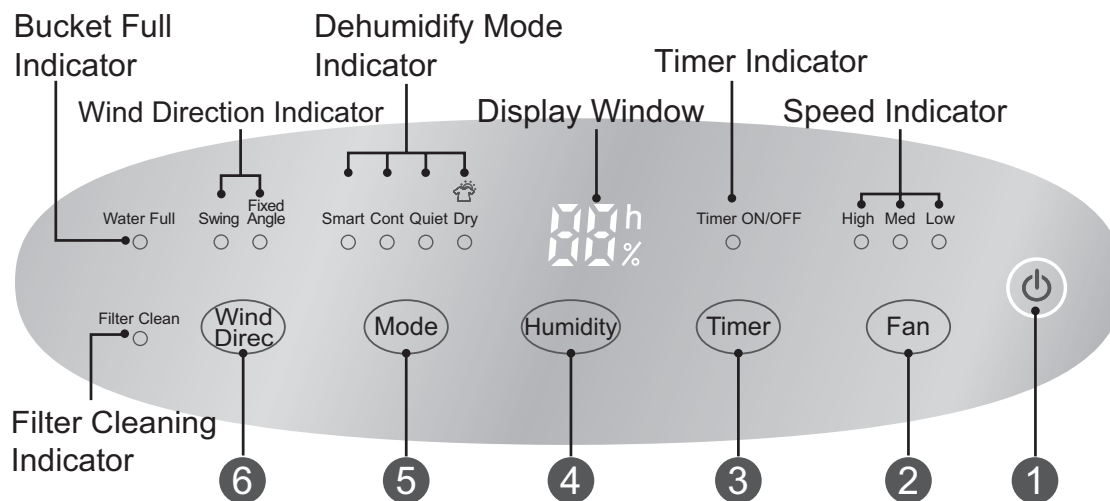 Bucket Full
Indicator
Dehumidify Mode
Indicator
Timer Indicator
Wind Direction Indicator
Display Window
Speed Indicator
Water Full
Swing
Fixed
Angle
Smart Cont Quiet Dry
88 h
%
Timer ON/OFF
High Med Low
Filter Clean
Wind
Direc
Mode
Humidity
Timer
Fan
Filter Cleaning
Indicator
6 5 4 3 2 1